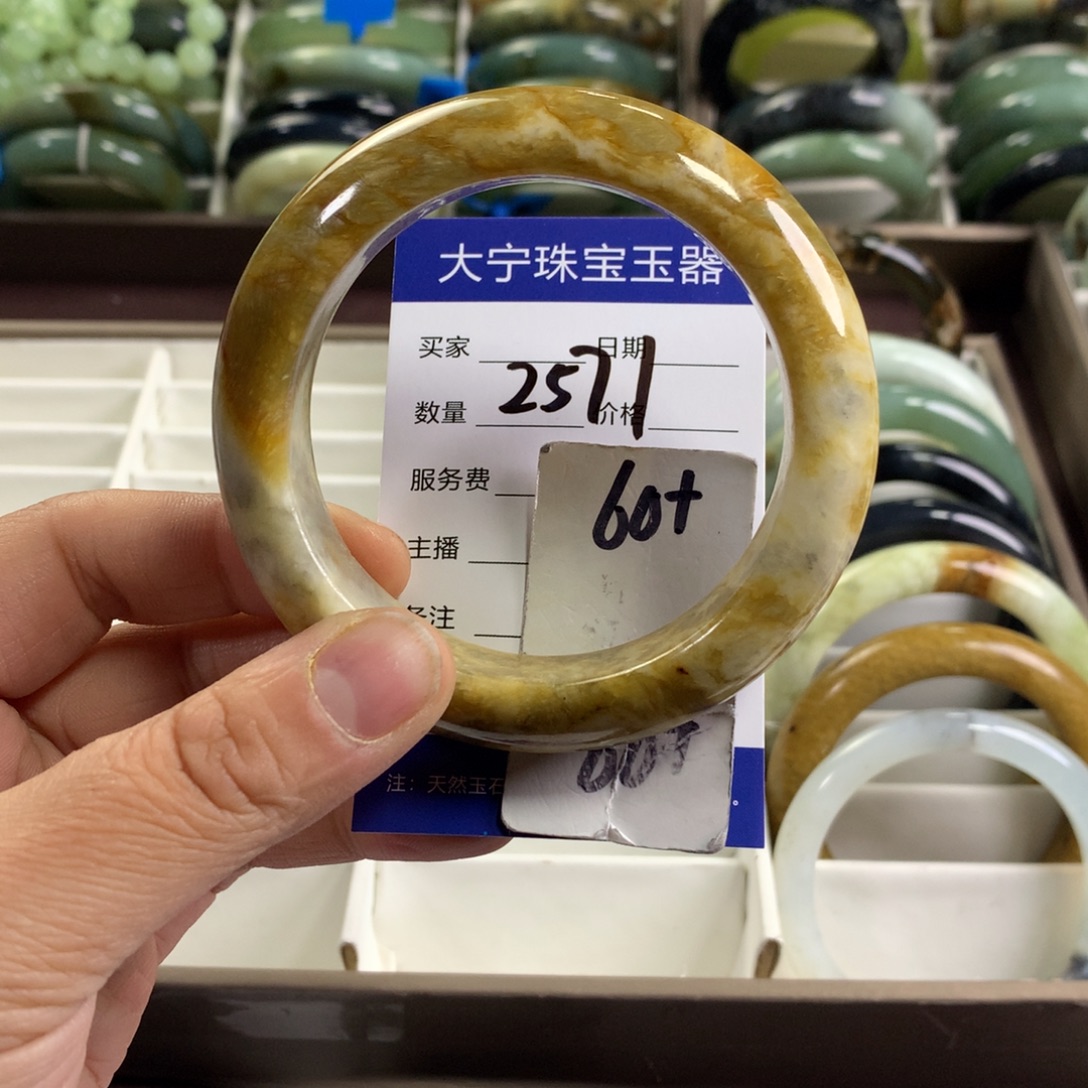 大宁珠宝玉器
买家 日期
2571
数量 价格
服务费
60+
主播
备注
60+
注：天然玉石